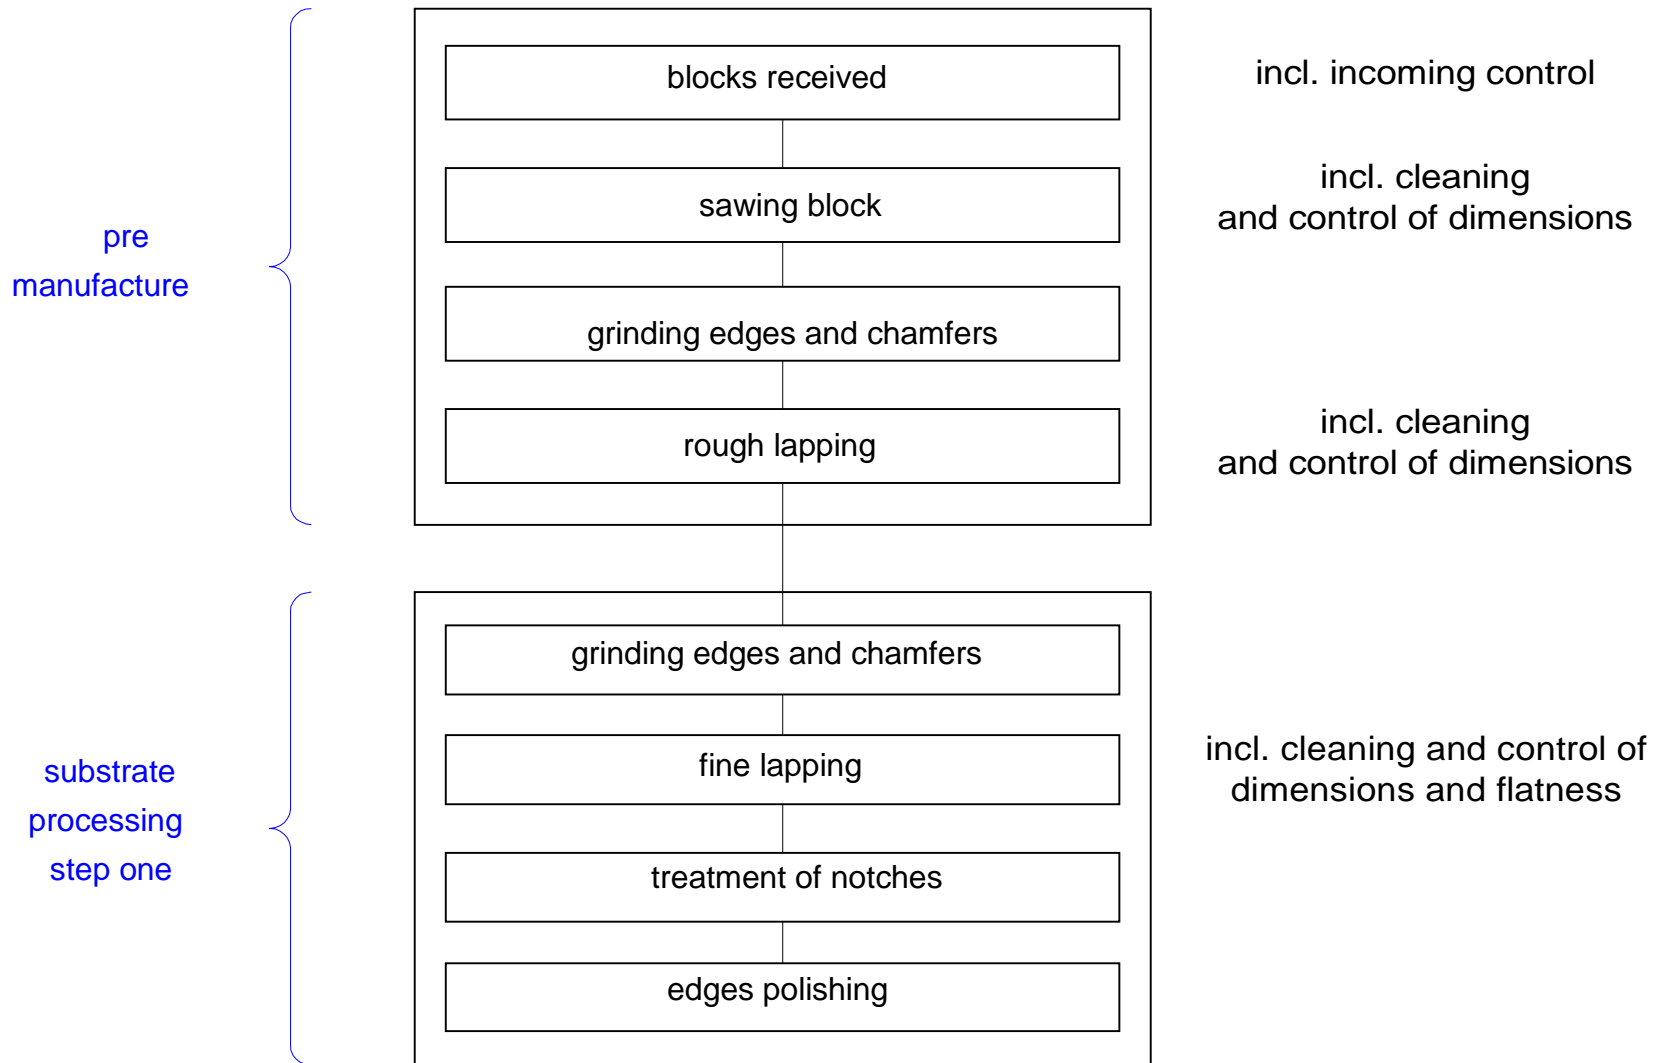 blocks received
incl. incoming control
sawing block
incl. cleaning
and control of dimensions
pre
manufacture
grinding edges and chamfers
rough lapping
incl. cleaning
and control of dimensions
grinding edges and chamfers
fine lapping
incl. cleaning and control of
dimensions and flatness
substrate
processing
step one
treatment of notches
edges polishing